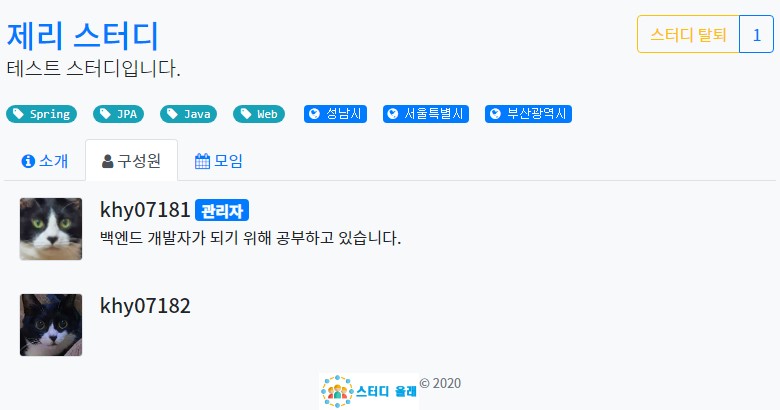 제리 스터디
스터디 탈퇴 1
테스트 스터디입니다.
Spring JPA Java Web 성남시 서울특별시 부산광역시
소개 구성원 모임
khy07181 관리자
백엔드 개발자가 되기 위해 공부하고 있습니다.
khy07182
스터디 올래 © 2020